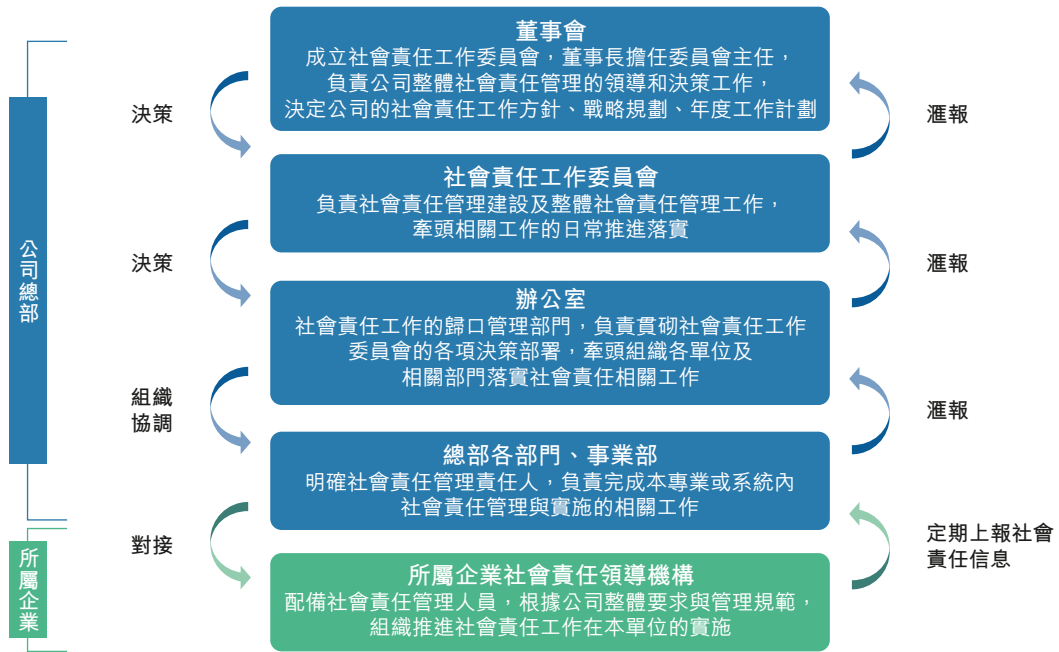 董事會
成立社會責任工作委員會，董事長擔任委員會主任，
負責公司整體社會責任管理的領導和決策工作，
決定公司的社會責任工作方針、戰略規劃、年度工作計劃
決策
滙報
社會責任工作委員會
負責社會責任管理建設及整體社會責任管理工作，
牽頭相關工作的日常推進落實
公司總部
決策
滙報
辦公室
社會責任工作的歸口管理部門，負責貫砌社會責任工作
委員會的各項決策部署，牽頭組織各單位及
相關部門落實社會責任相關工作
組織
協調
滙報
總部各部門、事業部
明確社會責任管理責任人，負責完成本專業或系統內
社會責任管理與實施的相關工作
對接
定期上報社會
責任信息
所屬企業
所屬企業社會責任領導機構
配備社會責任管理人員，根據公司整體要求與管理規範，
組織推進社會責任工作在本單位的實施